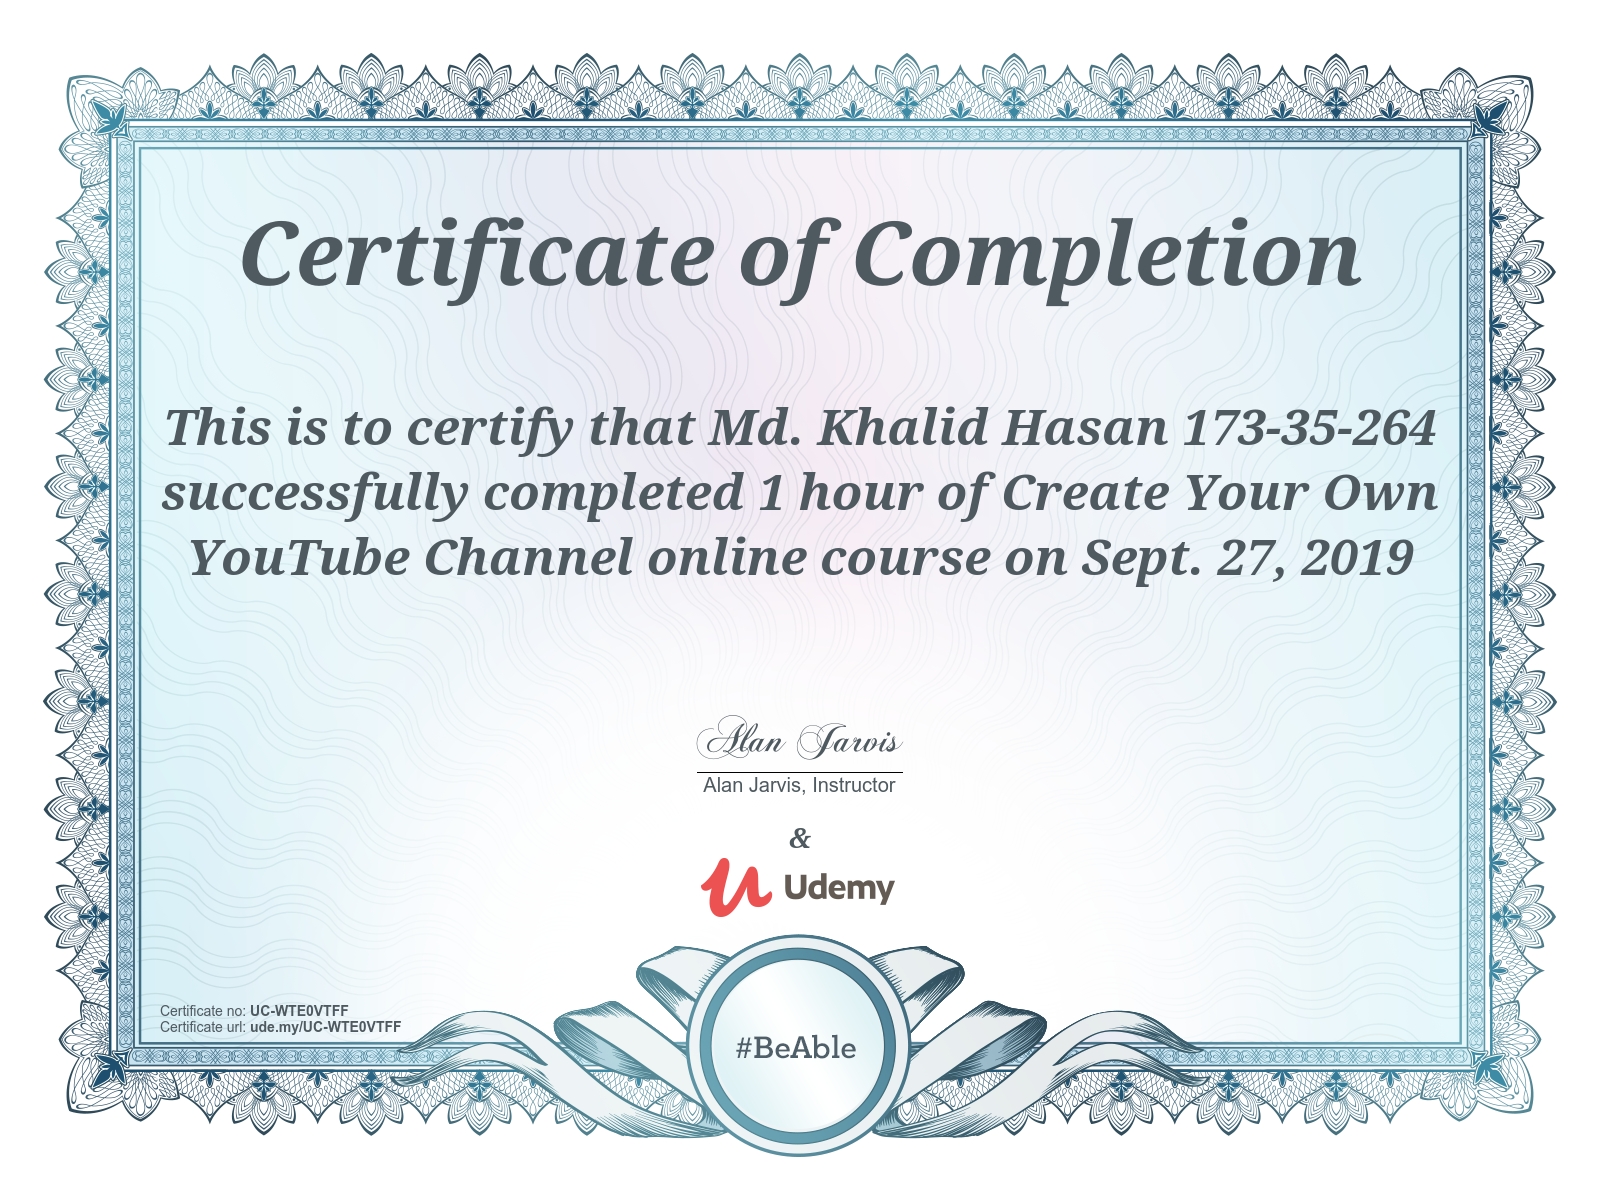 Certificate of Completion
This is to certify that Md. Khalid Hasan 173-35-264
successfully completed 1 hour of Create Your Own
YouTube Channel online course on Sept. 27, 2019
Alan Jarvis
Alan Jarvis, Instructor
&
Udemy
Certificate no: UC-WTE0VTFF
Certificate url: ude.my/UC-WTE0VTFF
#BeAble